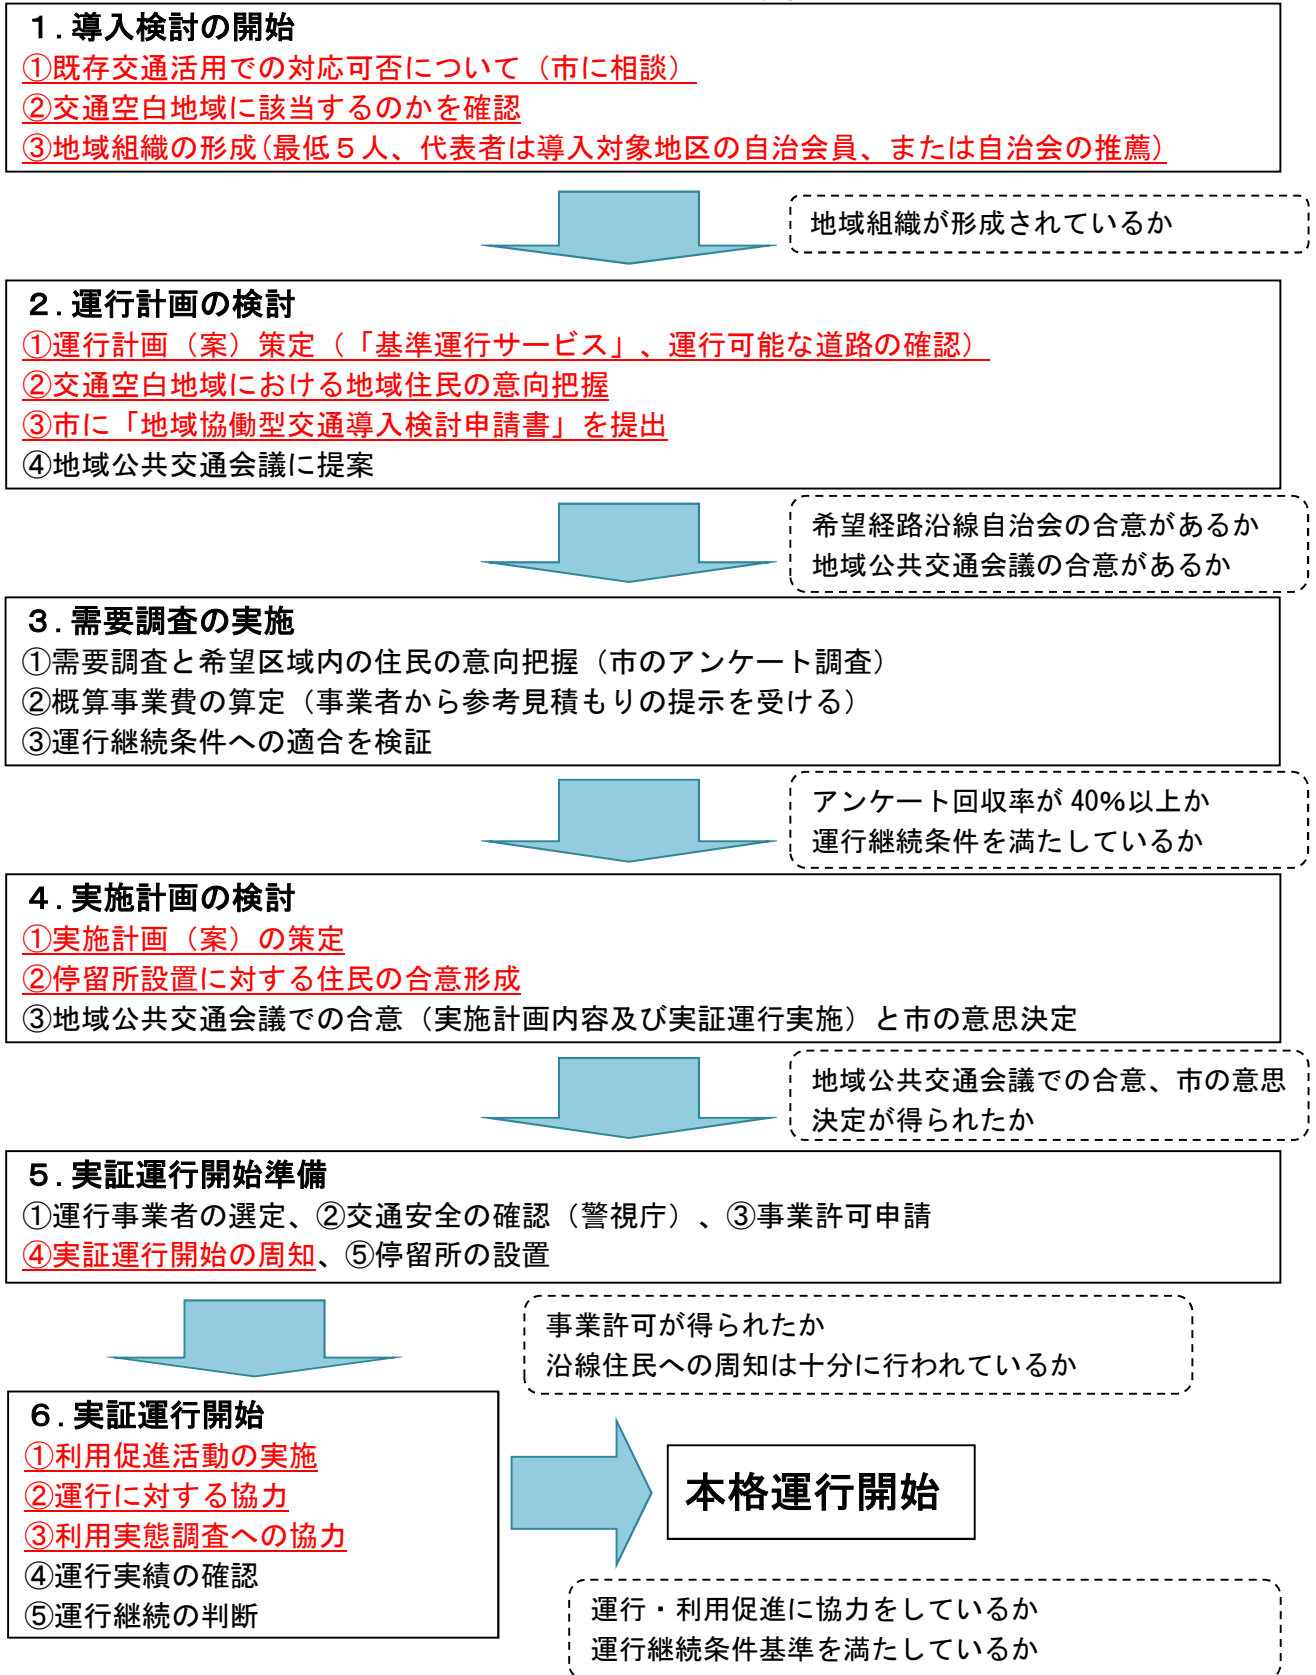 １．導入検討の開始
①既存交通活用での対応可否について（市に相談）
②交通空白地域に該当するのかを確認
③地域組織の形成(最低５人、代表者は導入対象地区の自治会員、または自治会の推薦)
地域組織が形成されているか
２．運行計画の検討
①運行計画（案）策定（「基準運行サービス」、運行可能な道路の確認）
②交通空白地域における地域住民の意向把握
③市に「地域協働型交通導入検討申請書」を提出
④地域公共交通会議に提案
希望経路沿線自治会の合意があるか
地域公共交通会議の合意があるか
３．需要調査の実施
①需要調査と希望区域内の住民の意向把握（市のアンケート調査）
②概算事業費の算定（事業者から参考見積もりの提示を受ける）
③運行継続条件への適合を検証
アンケート回収率が 40%以上か
運行継続条件を満たしているか
４．実施計画の検討
①実施計画（案）の策定
②停留所設置に対する住民の合意形成
③地域公共交通会議での合意（実施計画内容及び実証運行実施）と市の意思決定
地域公共交通会議での合意、市の意思
決定が得られたか
５．実証運行開始準備
①運行事業者の選定、②交通安全の確認（警視庁）、③事業許可申請
④実証運行開始の周知、⑤停留所の設置
事業許可が得られたか
沿線住民への周知は十分に行われているか
６．実証運行開始
①利用促進活動の実施
②運行に対する協力
③利用実態調査への協力
④運行実績の確認
⑤運行継続の判断
本格運行開始
運行・利用促進に協力をしているか
運行継続条件基準を満たしているか